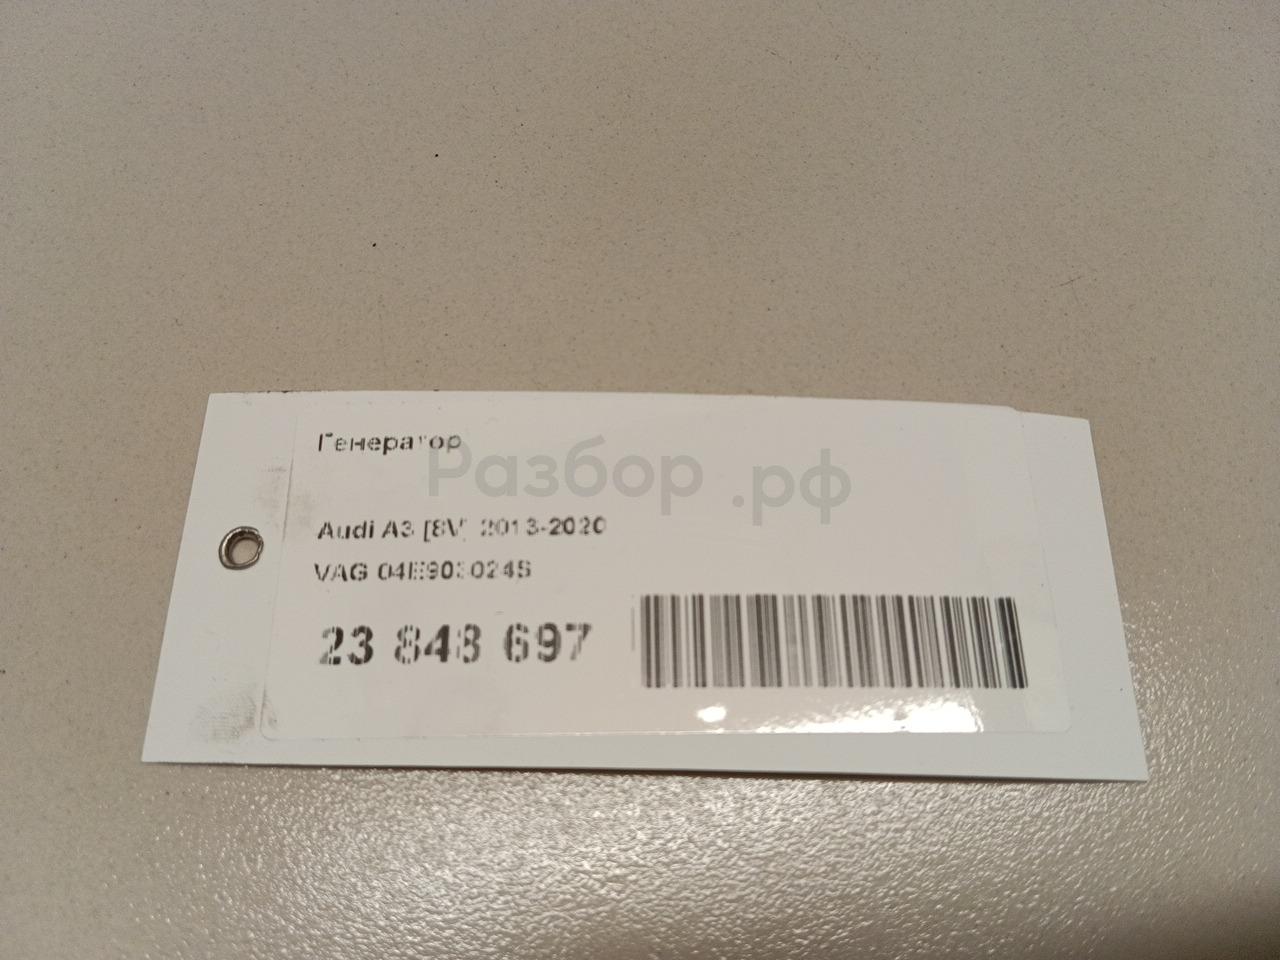 Генератор
Разбор.рф
Audi A3 [8V] 2013-2020
VAG 04E903024S
23 848 697